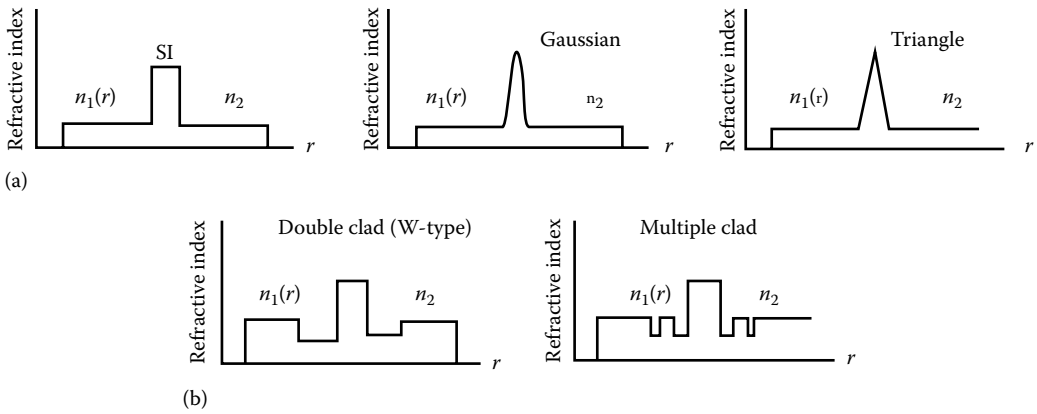 Refractive index
SI
n₁(r)
n₂
r
Refractive index
Gaussian
n₁(r)
n₂
r
Refractive index
Triangle
n₁(r)
n₂
r
(a)
Refractive index
Double clad (W-type)
n₁(r)
n₂
r
Refractive index
Multiple clad
n₁(r)
n₂
r
(b)